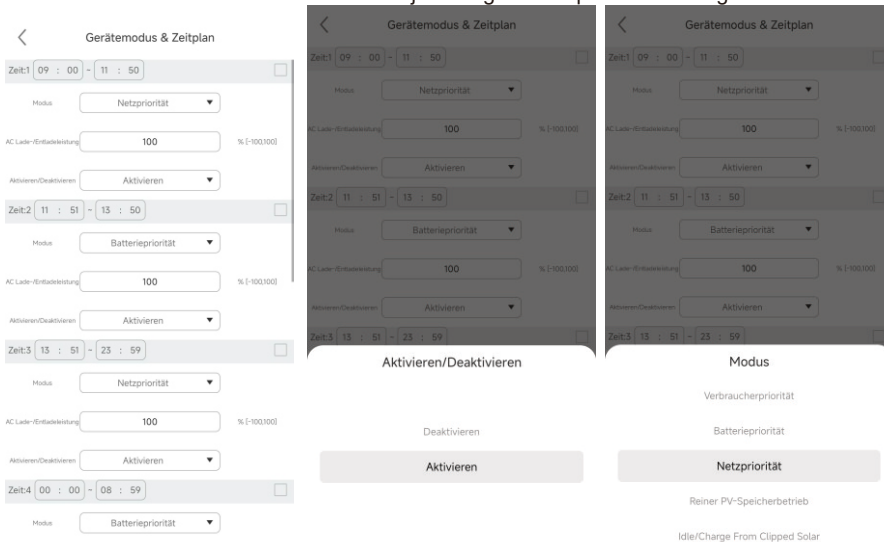 Gerätemodus & Zeitplan
Zeit:1 09 : 00 - 11 : 50
Modus Netzpriorität
AC Lade-/Entladeleistung 100 % [-100,100]
Aktivieren/Deaktivieren Aktivieren
Zeit:2 11 : 51 - 13 : 50
Modus Batteriepriorität
AC Lade-/Entladeleistung 100 % [-100,100]
Aktivieren/Deaktivieren Aktivieren
Zeit:3 13 : 51 - 23 : 59
Modus Netzpriorität
AC Lade-/Entladeleistung 100 % [-100,100]
Aktivieren/Deaktivieren Aktivieren
Zeit:4 00 : 00 - 08 : 59
Modus Batteriepriorität
Gerätemodus & Zeitplan
Zeit:1 09 : 00 - 11 : 50
Modus Netzpriorität
AC Lade-/Entladeleistung 100 % [-100,100]
Aktivieren/Deaktivieren Aktivieren
Zeit:2 11 : 51 - 13 : 50
Modus Batteriepriorität
AC Lade-/Entladeleistung 100 % [-100,100]
Aktivieren/Deaktivieren Aktivieren
Zeit:3 13 : 51 - 23 : 59
Aktivieren/Deaktivieren
Deaktivieren
Aktivieren
Gerätemodus & Zeitplan
Zeit:1 09 : 00 - 11 : 50
Modus Netzpriorität
AC Lade-/Entladeleistung 100 % [-100,100]
Aktivieren/Deaktivieren Aktivieren
Zeit:2 11 : 51 - 13 : 50
Modus Batteriepriorität
AC Lade-/Entladeleistung 100 % [-100,100]
Aktivieren/Deaktivieren Aktivieren
Zeit:3 13 : 51 - 23 : 59
Modus
Verbraucherpriorität
Batteriepriorität
Netzpriorität
Reiner PV-Speicherbetrieb
Idle/Charge From Clipped Solar